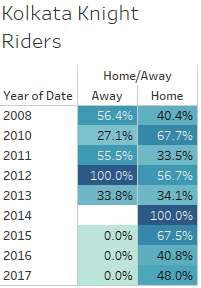 Kolkata Knight
Riders
Home/Away
Year of Date Away Home
2008 56.4% 40.4%
2010 27.1% 67.7%
2011 55.5% 33.5%
2012 100.0% 56.7%
2013 33.8% 34.1%
2014 100.0%
2015 0.0% 67.5%
2016 0.0% 40.8%
2017 0.0% 48.0%